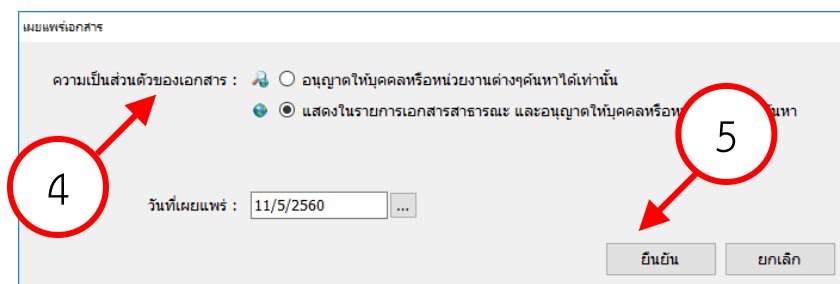 เผยแพร่เอกสาร
ความเป็นส่วนตัวของเอกสาร : อนุญาตให้บุคคลหรือหน่วยงานต่างๆค้นหาได้เท่านั้น
แสดงในรายการเอกสารสาธารณะ และอนุญาตให้บุคคลหรือ
5
4
วันที่เผยแพร่ : 11/5/2560 ...
ยืนยัน ยกเลิก